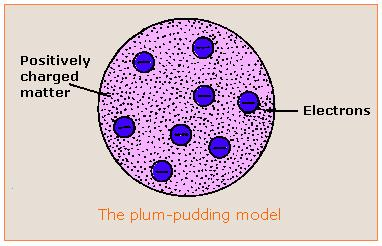 Positively
charged
matter
Electrons
The plum-pudding model